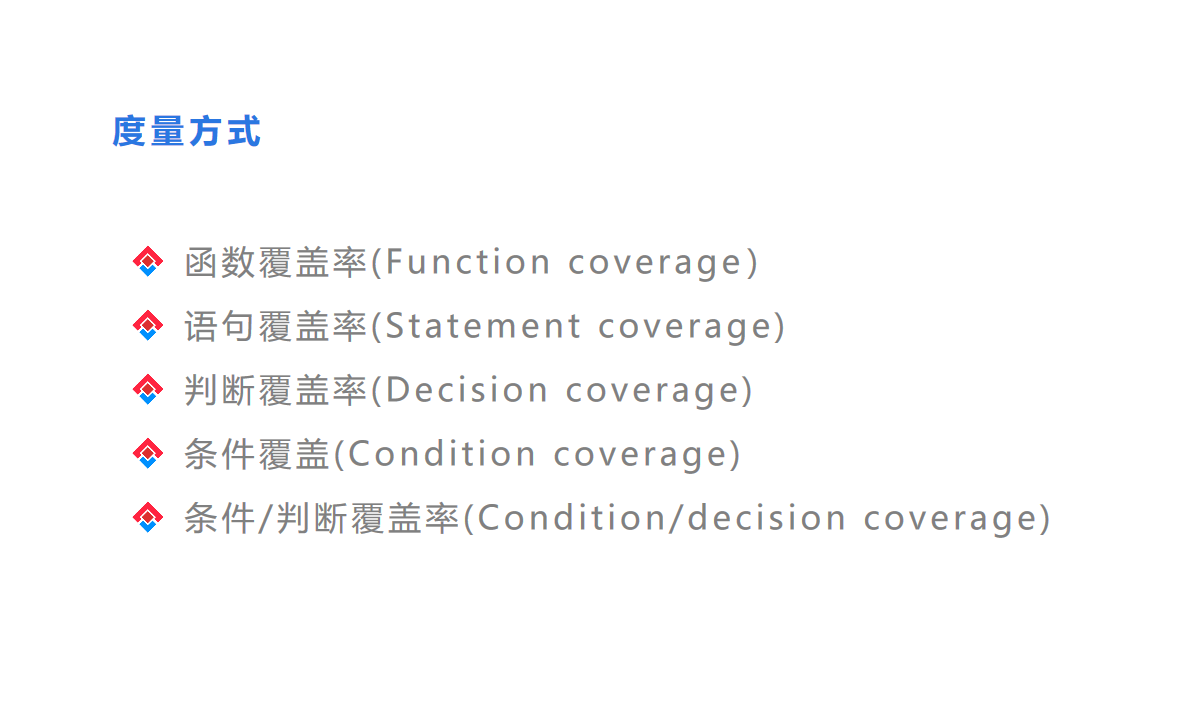 度量方式
函数覆盖率(Function coverage)
语句覆盖率(Statement coverage)
判断覆盖率(Decision coverage)
条件覆盖(Condition coverage)
条件/判断覆盖率(Condition/decision coverage)